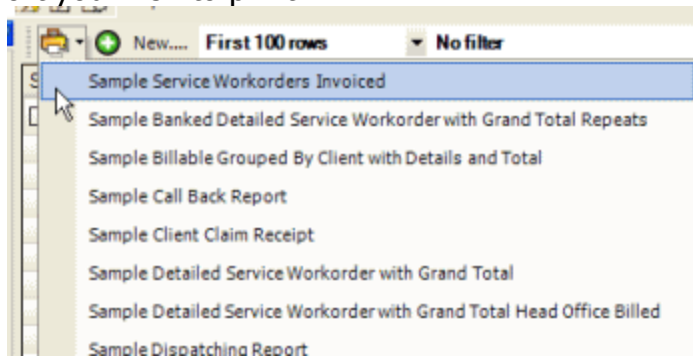 New.... First 100 rows No filter
S
Sample Service Workorders Invoiced
Sample Banked Detailed Service Workorder with Grand Total Repeats
Sample Billable Grouped By Client with Details and Total
Sample Call Back Report
Sample Client Claim Receipt
Sample Detailed Service Workorder with Grand Total
Sample Detailed Service Workorder with Grand Total Head Office Billed
Sample Dispatching Report